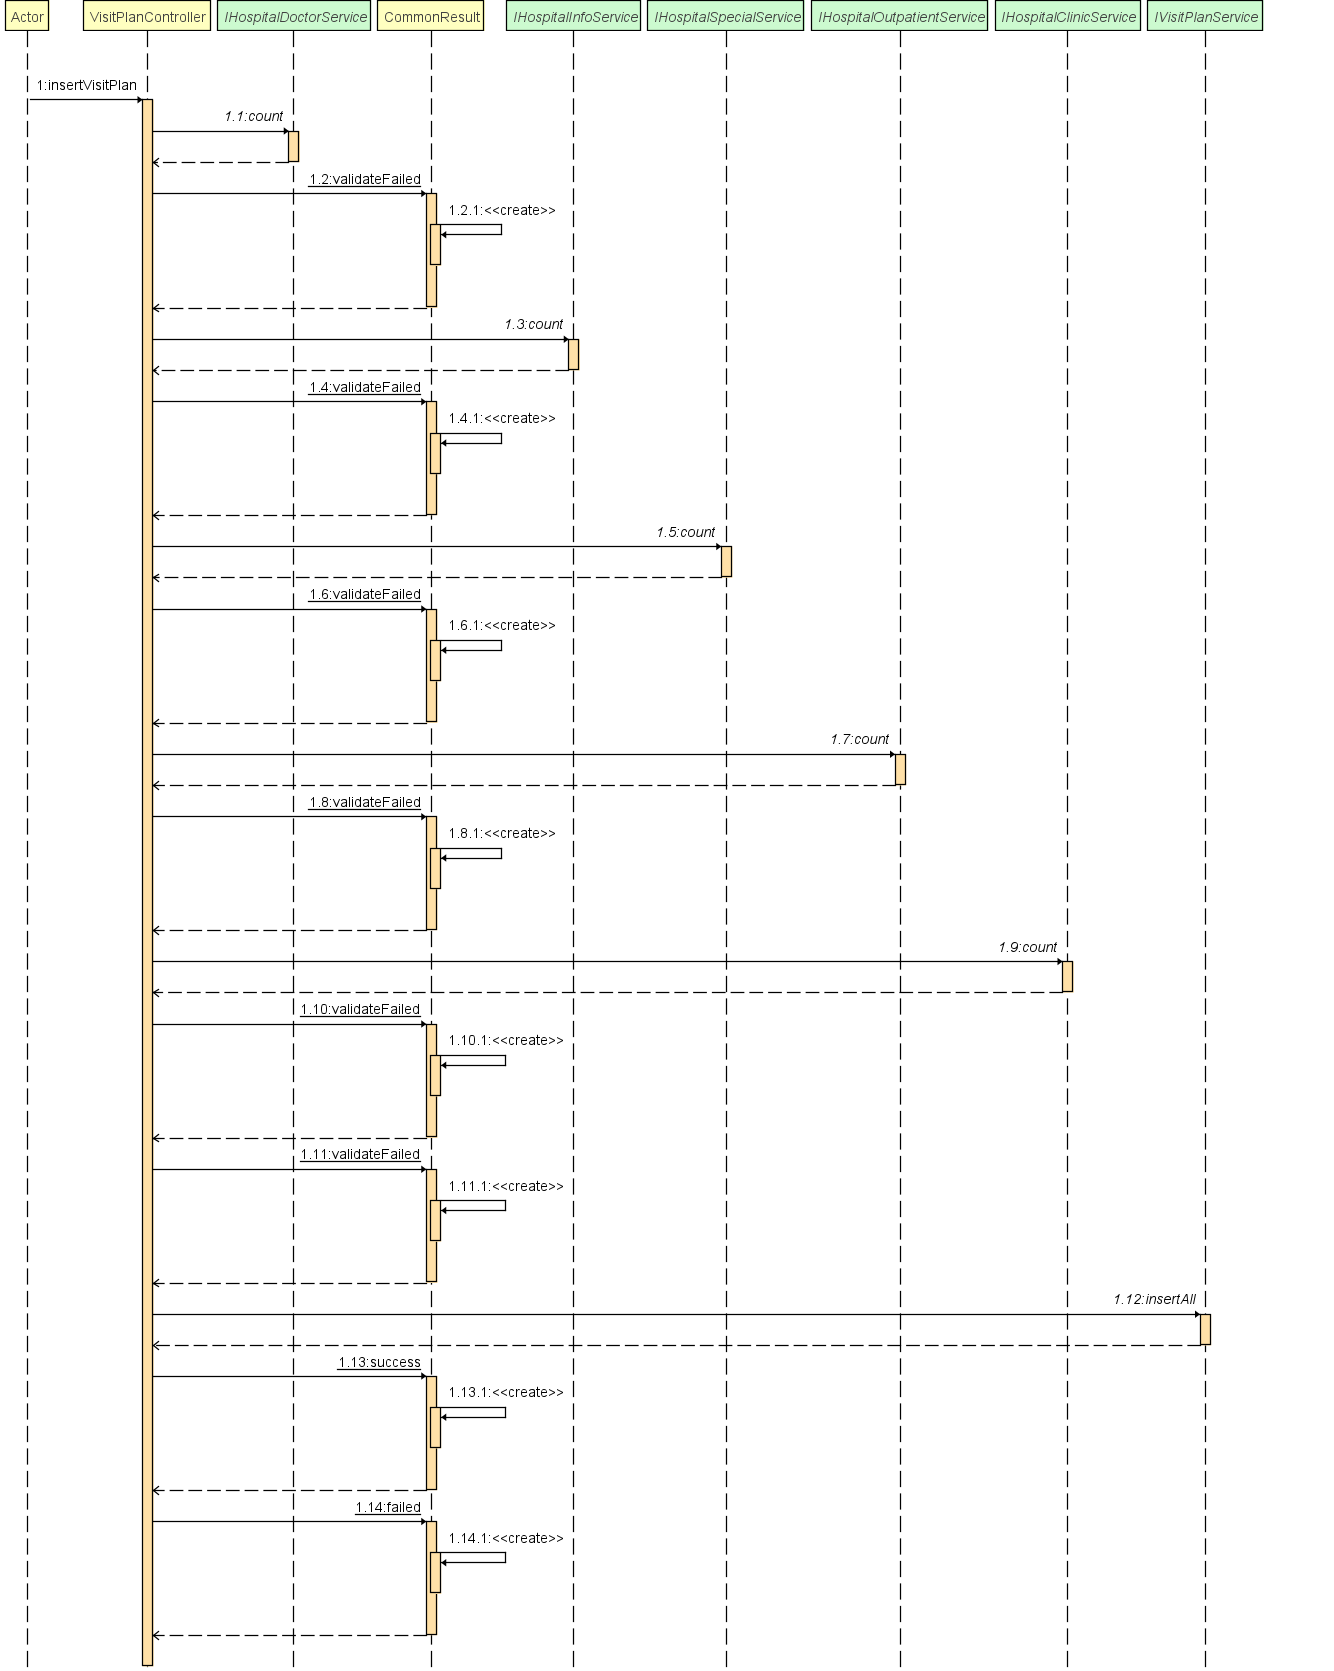 Actor
VisitPlanController
IHospitalDoctorService
CommonResult
IHospitalInfoService
IHospitalSpecialService
IHospitalOutpatientService
IHospitalClinicService
IVisitPlanService
1:insertVisitPlan
1.1:count
1.2:validateFailed
1.2.1:<<create>>
1.3:count
1.4:validateFailed
1.4.1:<<create>>
1.5:count
1.6:validateFailed
1.6.1:<<create>>
1.7:count
1.8:validateFailed
1.8.1:<<create>>
1.9:count
1.10:validateFailed
1.10.1:<<create>>
1.11:validateFailed
1.11.1:<<create>>
1.12:insertAll
1.13:success
1.13.1:<<create>>
1.14:failed
1.14.1:<<create>>